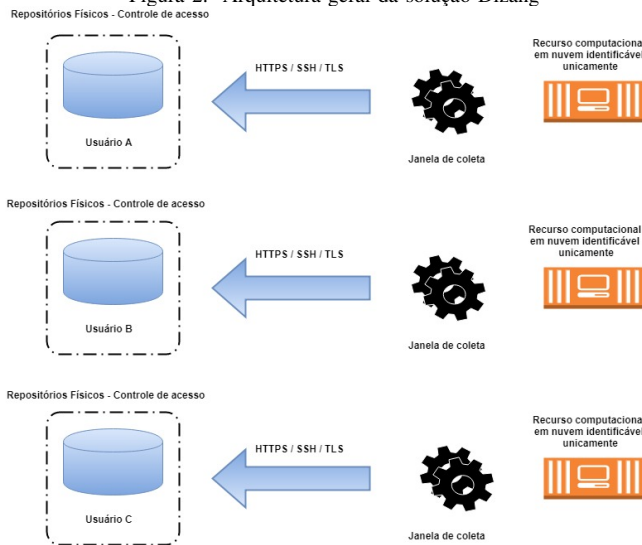 Figura 2: Arquitetura geral da solução Dizang
Repositórios Físicos - Controle de acesso
HTTPS / SSH / TLS
Recurso computaciona
em nuvem identificável
unicamente
Usuário A
Janela de coleta
Repositórios Físicos - Controle de acesso
HTTPS / SSH / TLS
Recurso computacional
em nuvem identificável
unicamente
Usuário B
Janela de coleta
Repositórios Físicos - Controle de acesso
HTTPS / SSH / TLS
Recurso computaciona
em nuvem identificável
unicamente
Usuário C
Janela de coleta